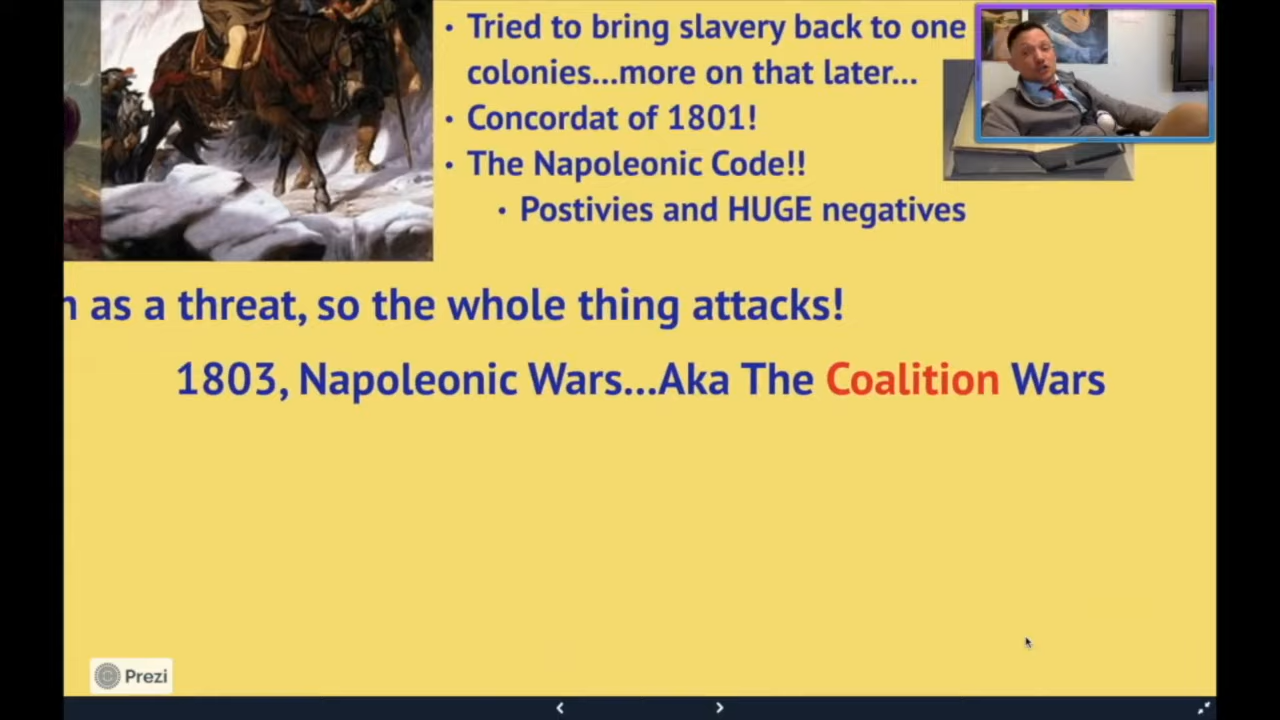 • Tried to bring slavery back to one
colonies...more on that later...
• Concordat of 1801!
• The Napoleonic Code!!
• Postivies and HUGE negatives
as a threat, so the whole thing attacks!
1803, Napoleonic Wars...Aka The Coalition Wars
Prezi